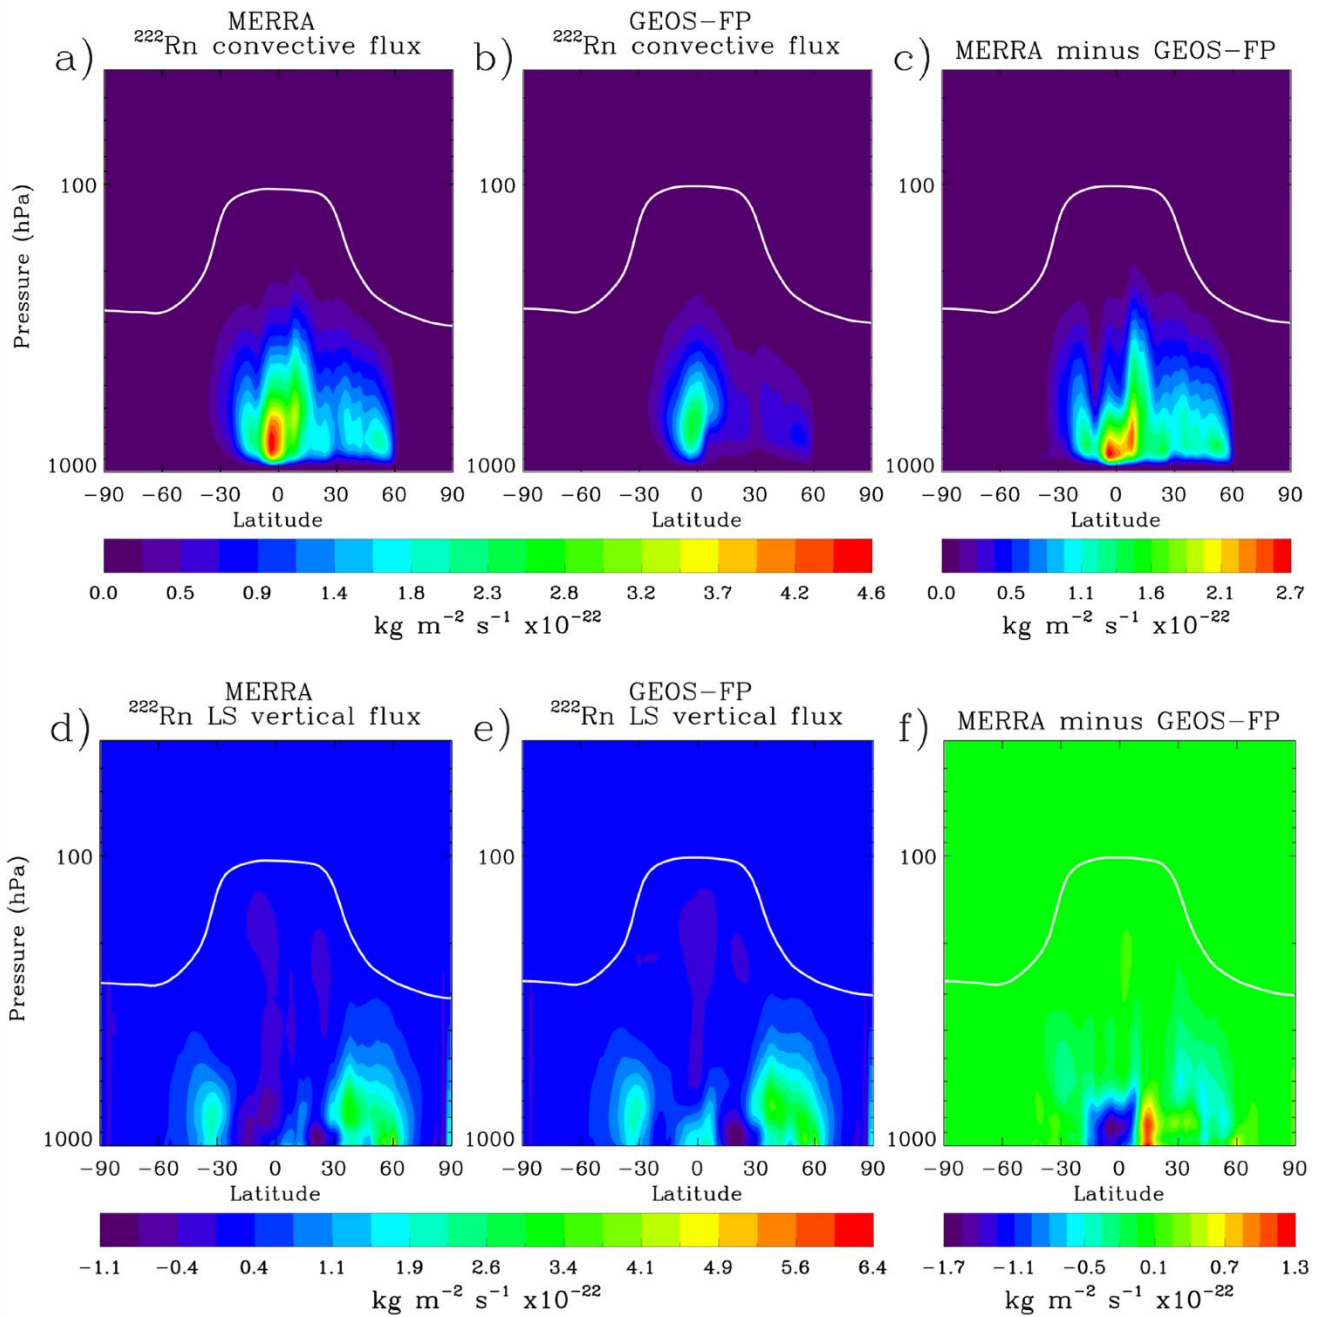 MERRA
²²²Rn convective flux
GEOS−FP
²²²Rn convective flux
MERRA minus GEOS−FP
a)
b)
c)
Pressure (hPa)
100
1000
100
1000
100
1000
−90 −60 −30 0 30 60 90
−90 −60 −30 0 30 60 90
−90 −60 −30 0 30 60 90
Latitude
Latitude
Latitude
0.0 0.5 0.9 1.4 1.8 2.3 2.8 3.2 3.7 4.2 4.6
0.0 0.5 1.1 1.6 2.1 2.7
kg m⁻² s⁻¹ x10⁻²²
kg m⁻² s⁻¹ x10⁻²²
MERRA
²²²Rn LS vertical flux
GEOS−FP
²²²Rn LS vertical flux
MERRA minus GEOS−FP
d)
e)
f)
Pressure (hPa)
100
1000
100
1000
100
1000
−90 −60 −30 0 30 60 90
−90 −60 −30 0 30 60 90
−90 −60 −30 0 30 60 90
Latitude
Latitude
Latitude
−1.1 −0.4 0.4 1.1 1.9 2.6 3.4 4.1 4.9 5.6 6.4
−1.7 −1.1 −0.5 0.1 0.7 1.3
kg m⁻² s⁻¹ x10⁻²²
kg m⁻² s⁻¹ x10⁻²²